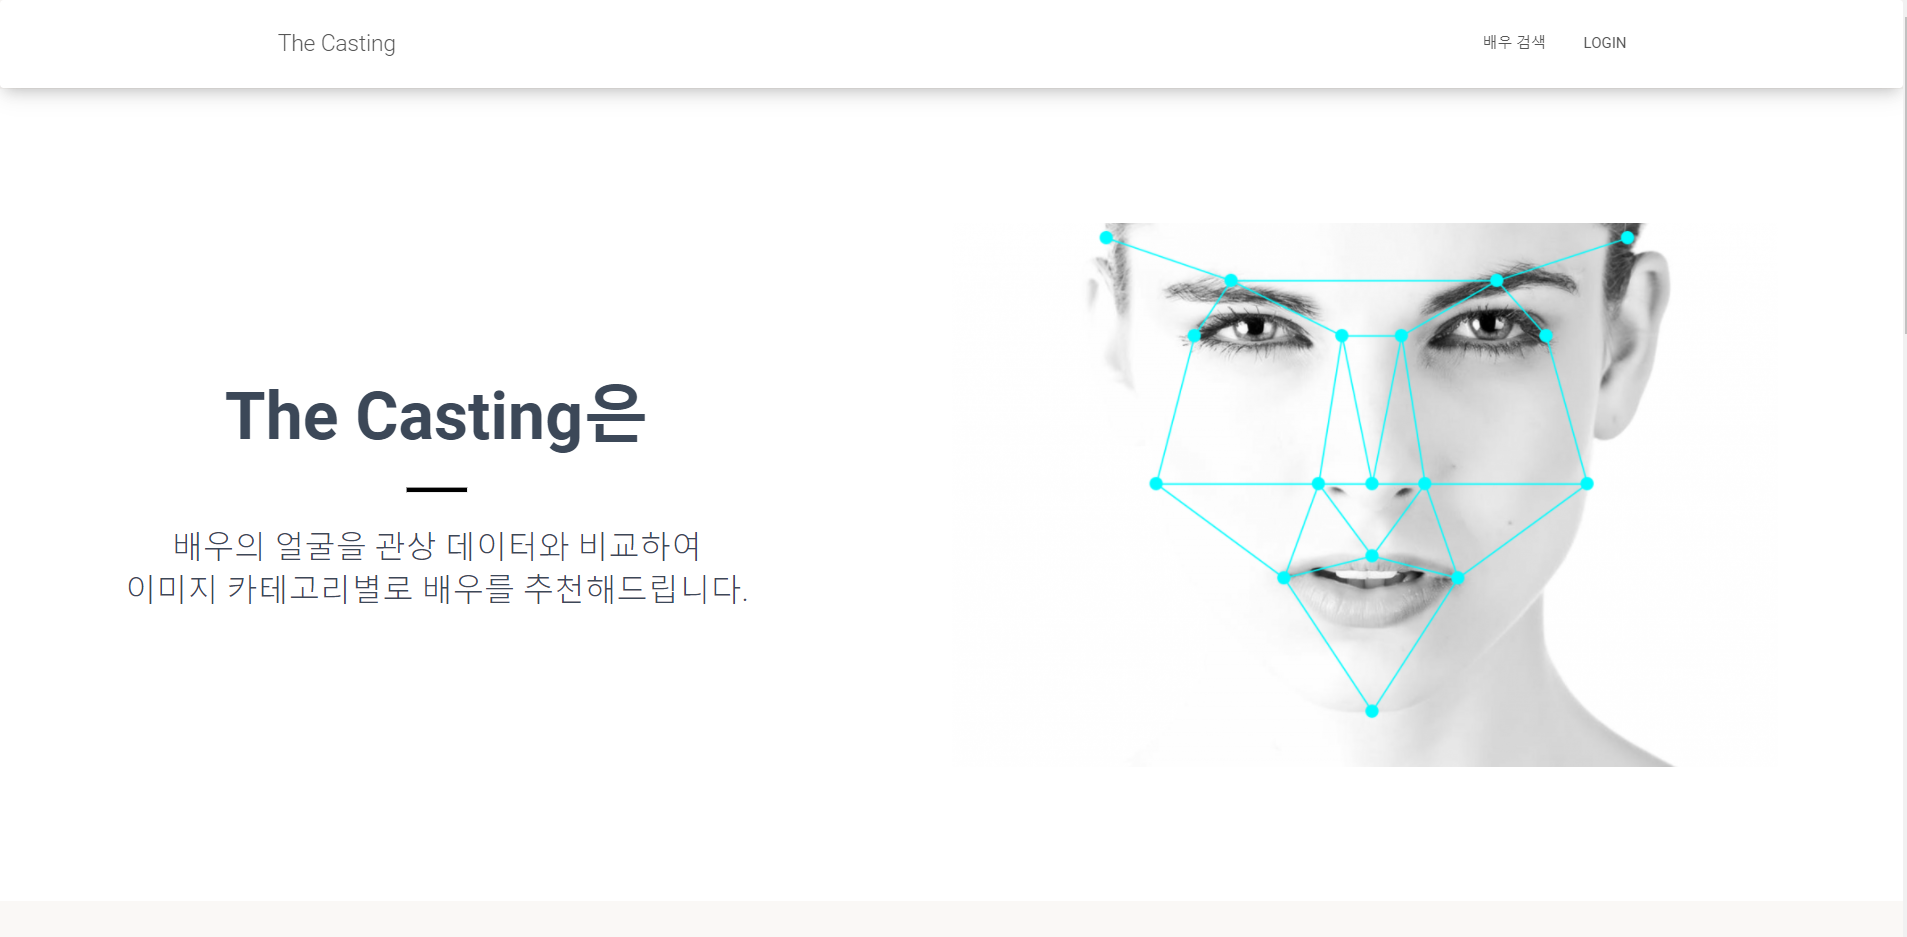 The Casting
배우 검색
LOGIN
The Casting은
배우의 얼굴을 관상 데이터와 비교하여
이미지 카테고리별로 배우를 추천해드립니다.